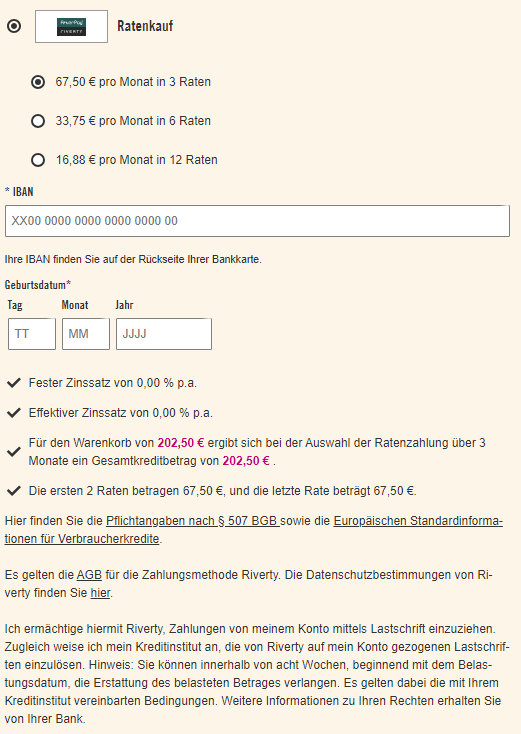 AfterPay
RIVERTY
Ratenkauf
67,50 € pro Monat in 3 Raten
33,75 € pro Monat in 6 Raten
16,88 € pro Monat in 12 Raten
* IBAN
XX00 0000 0000 0000 0000 00
Ihre IBAN finden Sie auf der Rückseite Ihrer Bankkarte.
Geburtsdatum*
Tag Monat Jahr
TT MM JJJJ
Fester Zinssatz von 0,00 % p.a.
Effektiver Zinssatz von 0,00 % p.a.
Für den Warenkorb von 202,50 € ergibt sich bei der Auswahl der Ratenzahlung über 3
Monate ein Gesamtkreditbetrag von 202,50 € .
Die ersten 2 Raten betragen 67,50 €, und die letzte Rate beträgt 67,50 €.
Hier finden Sie die Pflichtangaben nach § 507 BGB sowie die Europäischen Standardinforma-
tionen für Verbraucherkredite.
Es gelten die AGB für die Zahlungsmethode Riverty. Die Datenschutzbestimmungen von Ri-
verty finden Sie hier.
Ich ermächtige hiermit Riverty, Zahlungen von meinem Konto mittels Lastschrift einzuziehen.
Zugleich weise ich mein Kreditinstitut an, die von Riverty auf mein Konto gezogenen Lastschrif-
ten einzulösen. Hinweis: Sie können innerhalb von acht Wochen, beginnend mit dem Belas-
tungsdatum, die Erstattung des belasteten Betrages verlangen. Es gelten dabei die mit Ihrem
Kreditinstitut vereinbarten Bedingungen. Weitere Informationen zu Ihren Rechten erhalten Sie
von Ihrer Bank.